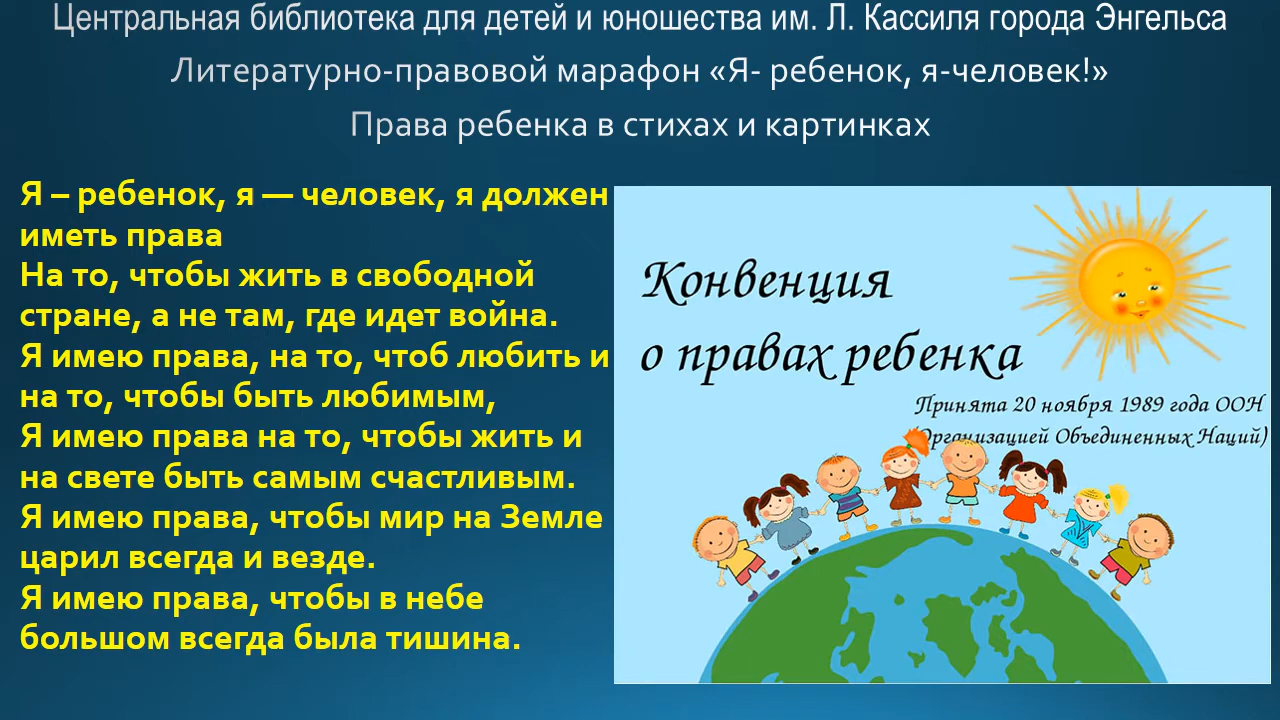 Центральная библиотека для детей и юношества им. Л. Кассиля города Энгельса
Литературно-правовой марафон «Я- ребенок, я-человек!»
Права ребенка в стихах и картинках
Я – ребенок, я — человек, я должен
иметь права
На то, чтобы жить в свободной
стране, а не там, где идет война.
Я имею права, на то, чтоб любить и
на то, чтобы быть любимым,
Я имею права на то, чтобы жить и
на свете быть самым счастливым.
Я имею права, чтобы мир на Земле
царил всегда и везде.
Я имею права, чтобы в небе
большом всегда была тишина.
Конвенция
о правах ребенка
Принята 20 ноября 1989 года ООН
(Организацией Объединенных Наций)